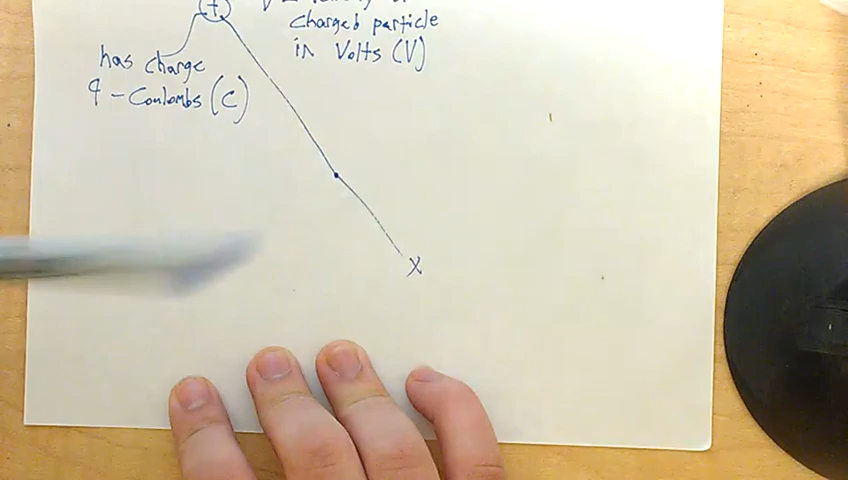 +
charged particle
in Volts (V)
has charge
q - Coulombs (C)
x